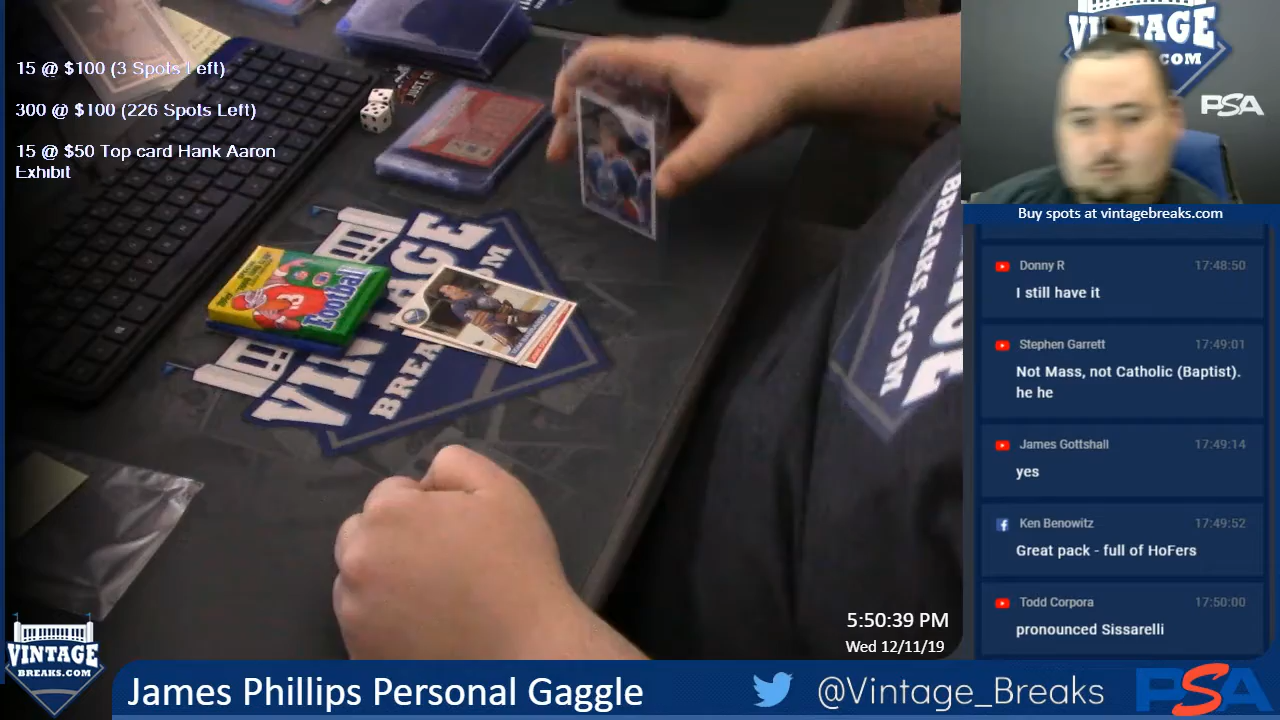 15 @ $100 (3 Spots Left)
300 @ $100 (226 Spots Left)
15 @ $50 Top card Hank Aaron
Exhibit
JUST
Football
VINTAGE
BREAKS.COM
BREAKS.COM
VINTAGE
.COM
PSA
Buy spots at vintagebreaks.com
Donny R 17:48:50
I still have it
Stephen Garrett 17:49:01
Not Mass, not Catholic (Baptist).
he he
James Gottshall 17:49:14
yes
Ken Benowitz 17:49:52
Great pack - full of HoFers
Todd Corpora 17:50:00
pronounced Sissarelli
5:50:39 PM
Wed 12/11/19
VINTAGE
BREAKS.COM
James Phillips Personal Gaggle
@Vintage_Breaks
PSA